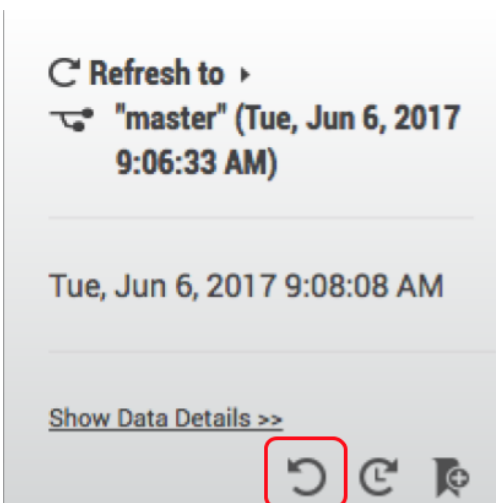 Refresh to
"master" (Tue, Jun 6, 2017
9:06:33 AM)
Tue, Jun 6, 2017 9:08:08 AM
Show Data Details >>